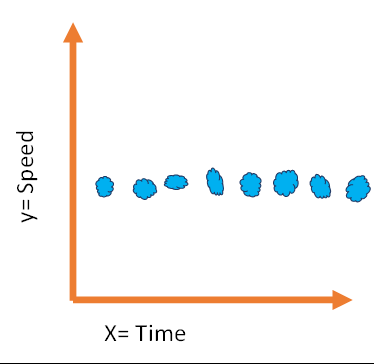 y= Speed
X= Time